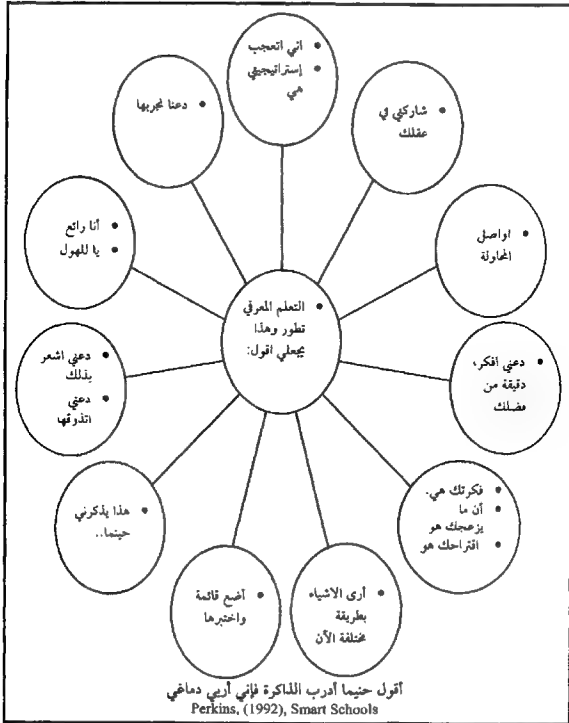 • اني اتعجب
• إستراتيجيتي
هي
• شاركني في
عقلك
• اواصل
المحاولة
• دعني افكر،
دقيقة من
فضلك
• فكرتك هي.
• أن ما
يزعجك هو
• اقتراحك هو
• أرى الاشياء
بطريقة
مختلفة الآن
• أضع قائمة
واختبرها
• هذا يذكرني
حينما..
• دعني اشعر
بذلك
• دعني
اتذوقها
• أنا رائع
• يا للهول
• دعنا نجربها
• التعلم المعرفي
تطور وهذا
يجعلي اقول:
أقول حنيما أدرب الذاكرة فإني أربي دماغي
Perkins, (1992), Smart Schools